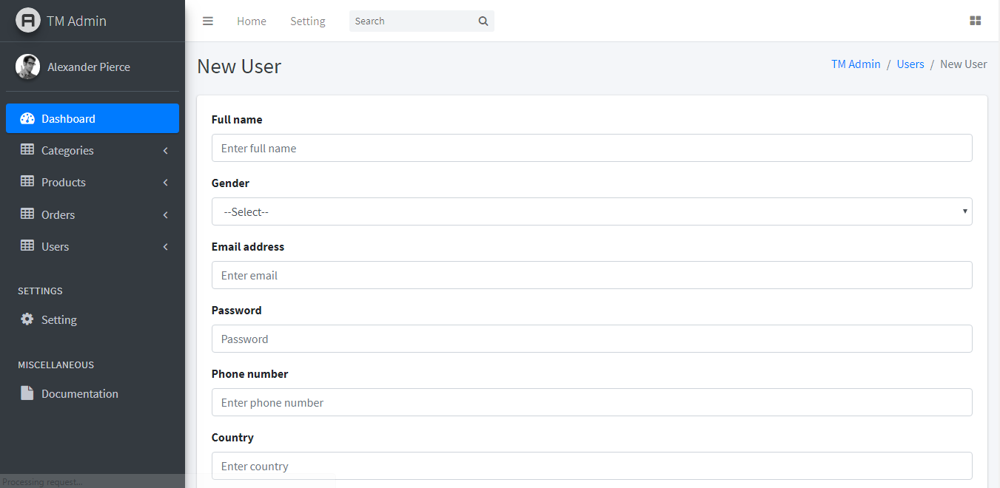 TM Admin
Home
Setting
Search
Alexander Pierce
New User
TM Admin / Users / New User
Dashboard
Categories
Products
Orders
Users
SETTINGS
Setting
MISCELLANEOUS
Documentation
Full name
Enter full name
Gender
--Select--
Email address
Enter email
Password
Password
Phone number
Enter phone number
Country
Enter country
Processing request...